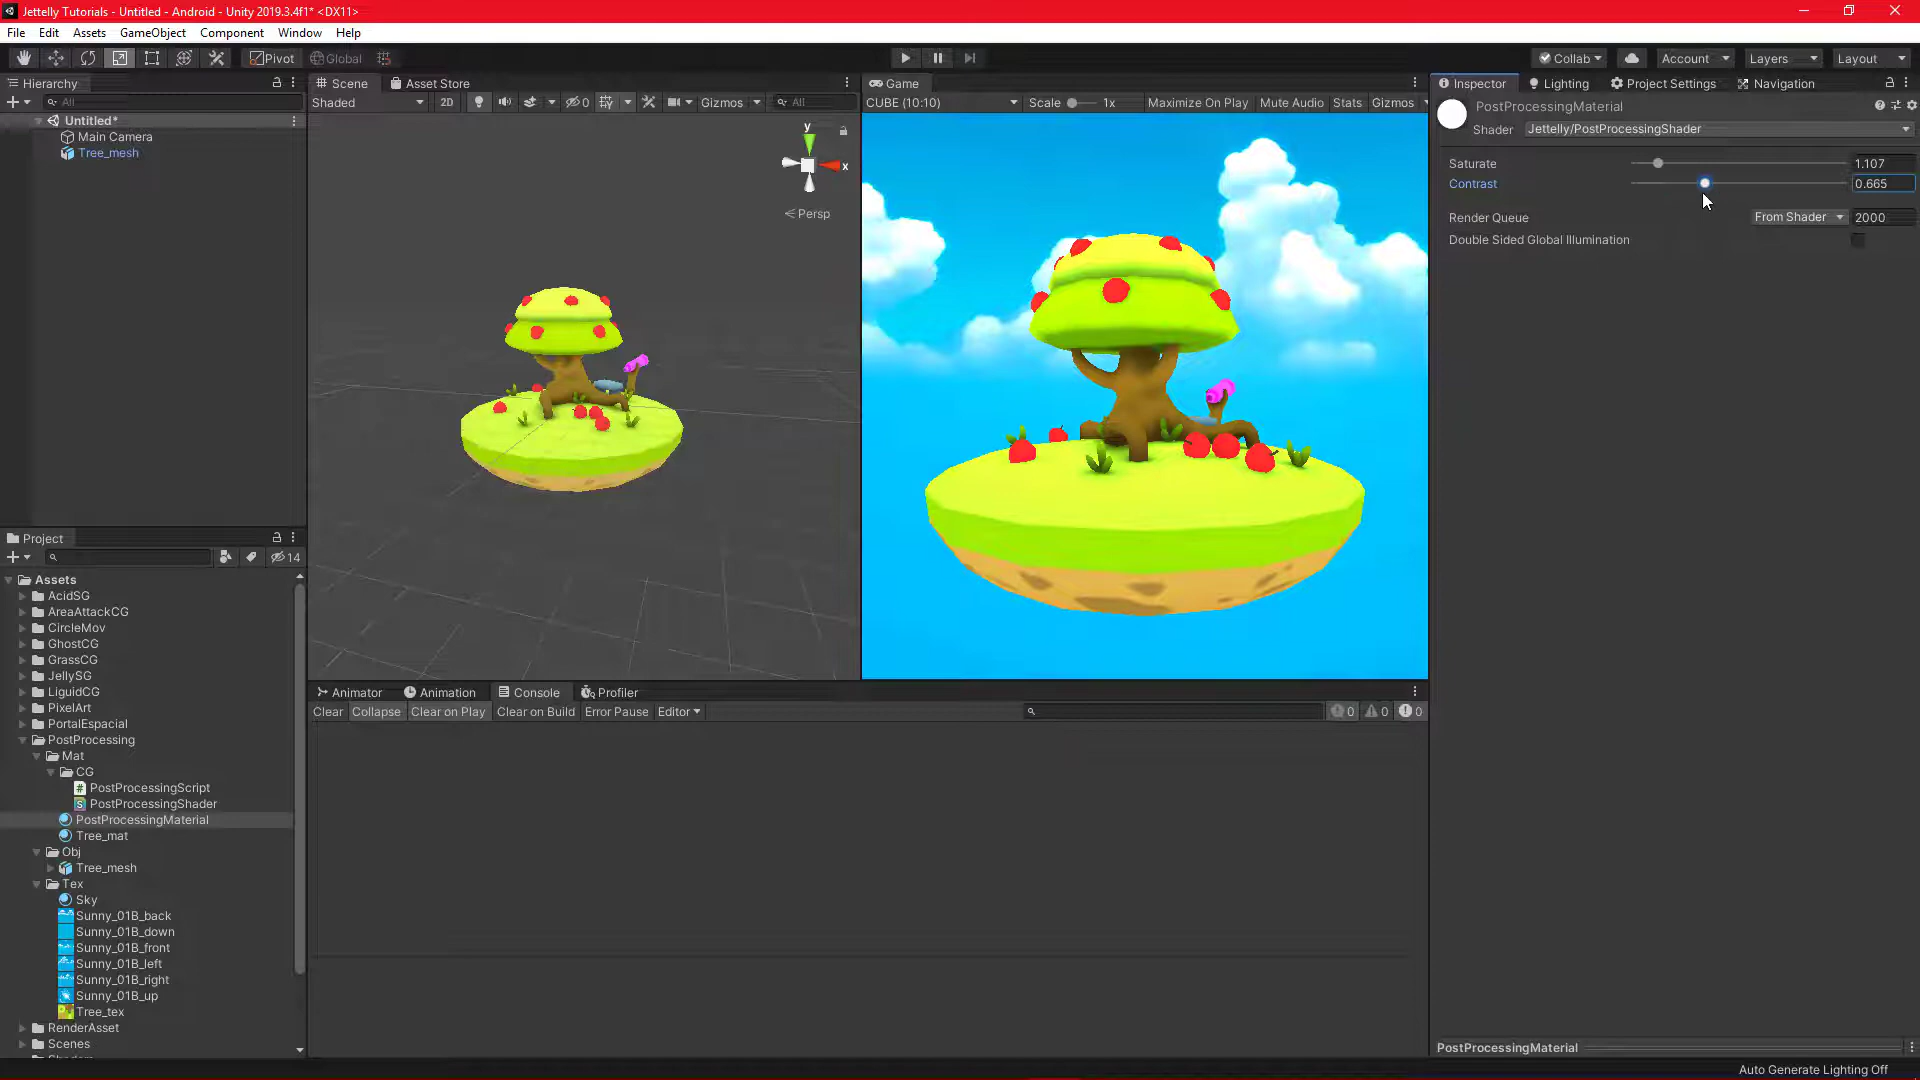 Jettelly Tutorials - Untitled - Android - Unity 2019.3.4f1* <DX11>
File Edit Assets GameObject Component Window Help
Pivot Global Collab Account Layers Layout
Hierarchy
All
Untitled*
Main Camera
Tree_mesh
Scene Asset Store
Shaded 2D 0 Gizmos All
y
x
Persp
Game
CUBE (10:10) Scale 1x Maximize On Play Mute Audio Stats Gizmos
Inspector Lighting Project Settings Navigation
PostProcessingMaterial
Shader Jettelly/PostProcessingShader
Saturate 1.107
Contrast 0.665
Render Queue From Shader 2000
Double Sided Global Illumination
Project
14
Assets
AcidSG
AreaAttackCG
CircleMov
GhostCG
GrassCG
JellySG
LiguidCG
PixelArt
PortalEspacial
PostProcessing
Mat
CG
PostProcessingScript
PostProcessingShader
PostProcessingMaterial
Tree_mat
Obj
Tree_mesh
Tex
Sky
Sunny_01B_back
Sunny_01B_down
Sunny_01B_front
Sunny_01B_left
Sunny_01B_right
Sunny_01B_up
Tree_tex
RenderAsset
Scenes
Animator Animation Console Profiler
Clear Collapse Clear on Play Clear on Build Error Pause Editor 0 0 0
PostProcessingMaterial
Auto Generate Lighting Off